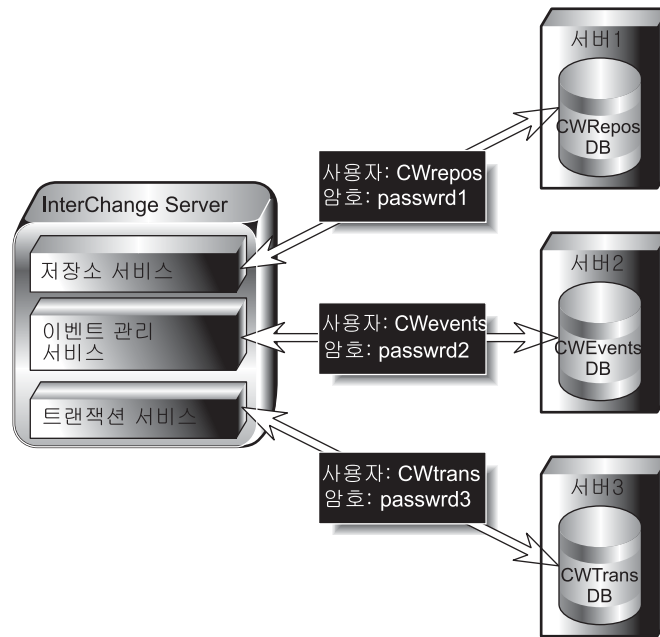 서버1
CWRepos
DB
사용자: CWrepos
암호: passwrd1
InterChange Server
저장소 서비스
서버2
이벤트 관리
서비스
사용자: CWevents
암호: passwrd2
CWEvents
DB
트랜잭션 서비스
사용자: CWtrans
암호: passwrd3
서버3
CWTrans
DB